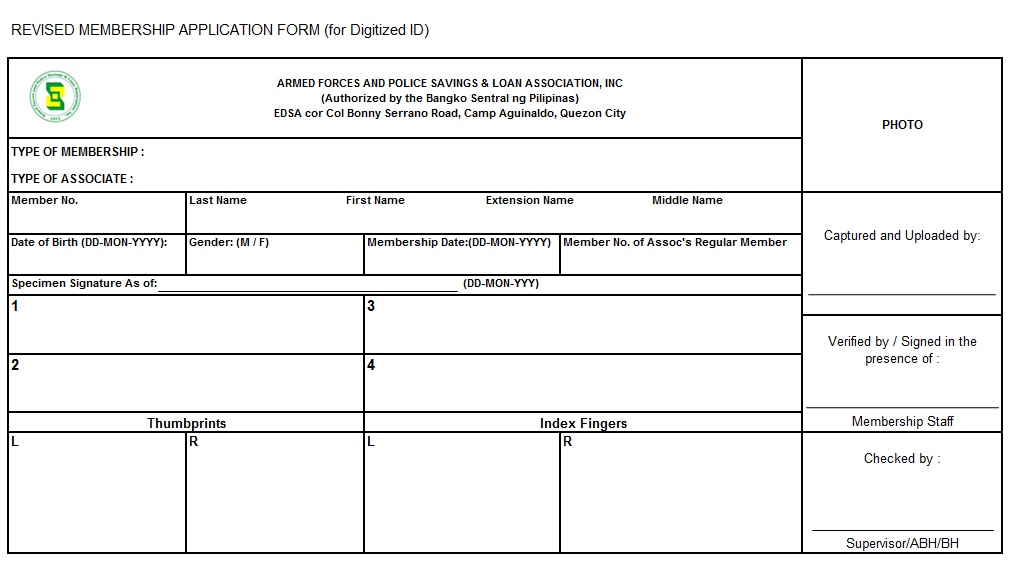 REVISED MEMBERSHIP APPLICATION FORM (for Digitized ID)
ARMED FORCES AND POLICE SAVINGS & LOAN ASSOCIATION, INC
(Authorized by the Bangko Sentral ng Pilipinas)
EDSA cor Col Bonny Serrano Road, Camp Aguinaldo, Quezon City
PHOTO
TYPE OF MEMBERSHIP :
TYPE OF ASSOCIATE :
Member No. Last Name First Name Extension Name Middle Name
Captured and Uploaded by:
Date of Birth (DD-MON-YYYY): Gender: (M / F) Membership Date:(DD-MON-YYYY) Member No. of Assoc's Regular Member
Specimen Signature As of: (DD-MON-YYY)
1 3
Verified by / Signed in the
presence of :
2 4
Membership Staff
Thumbprints Index Fingers
L R L R
Checked by :
Supervisor/ABH/BH